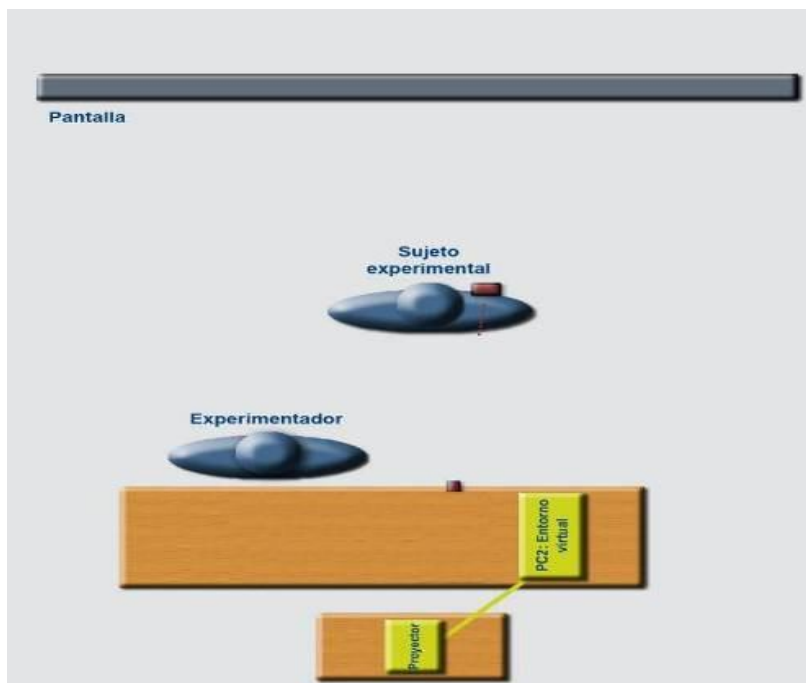 Pantalla
Sujeto
experimental
Experimentador
PC2: Entorno
virtual
Proyector